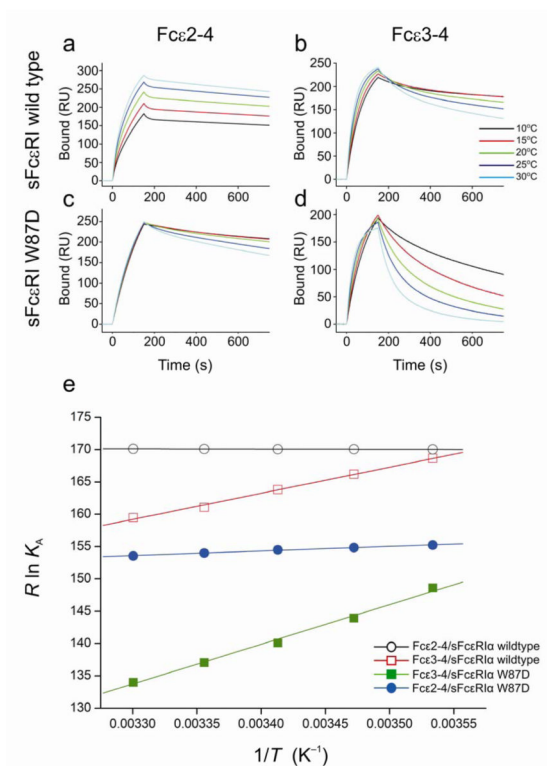 Fcε2-4
Fcε3-4
sFcεRI wild type
sFcεRI W87D
a
Bound (RU)
300
250
200
150
100
50
0
0 200 400 600
b
Bound (RU)
250
200
150
100
50
0
0 200 400 600
10ºC
15ºC
20ºC
25ºC
30ºC
c
Bound (RU)
250
200
150
100
50
0
0 200 400 600
Time (s)
d
Bound (RU)
200
150
100
50
0
0 200 400 600
Time (s)
e
R ln KA
175
170
165
160
155
150
145
140
135
130
0.00330 0.00335 0.00341 0.00345 0.00350 0.00355
1/T (K⁻¹)
Fcε2-4/sFcεRIα wildtype
Fcε3-4/sFcεRIα wildtype
Fcε3-4/sFcεRIα W87D
Fcε2-4/sFcεRIα W87D